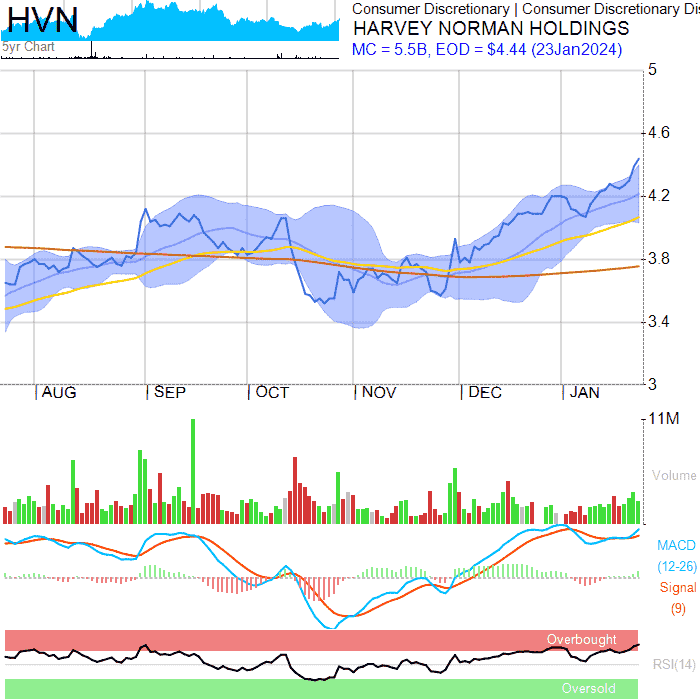 HVN
5yr Chart
Consumer Discretionary | Consumer Discretionary Dis
HARVEY NORMAN HOLDINGS
MC = 5.5B, EOD = $4.44 (23Jan2024)
5
4.6
4.2
3.8
3.4
3
AUG SEP OCT NOV DEC JAN
11M
Volume
MACD
(12-26)
Signal
(9)
Overbought
RSI(14)
Oversold